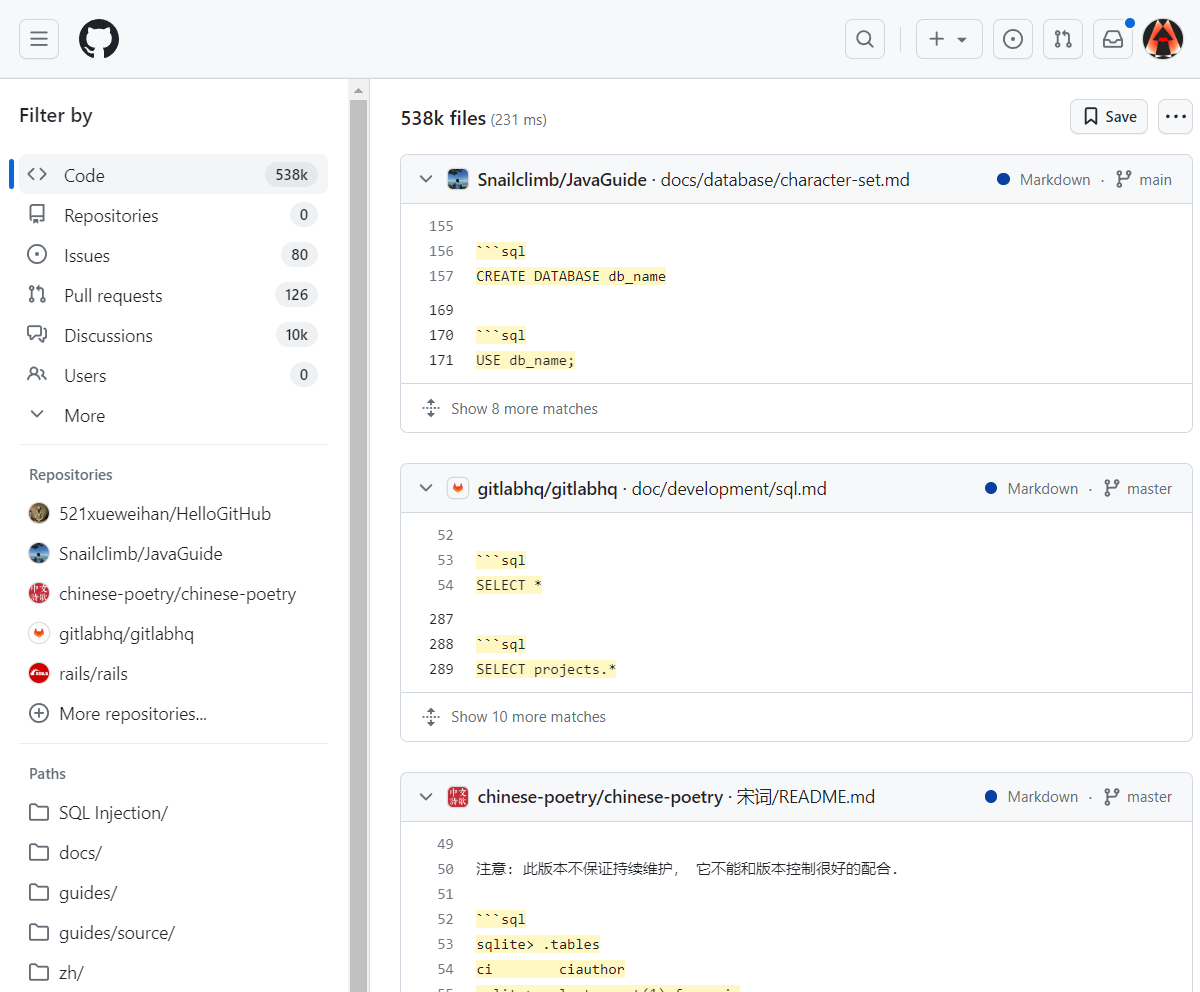 Filter by
Code 538k
Repositories 0
Issues 80
Pull requests 126
Discussions 10k
Users 0
More
Repositories
521xueweihan/HelloGitHub
Snailclimb/JavaGuide
chinese-poetry/chinese-poetry
gitlabhq/gitlabhq
rails/rails
More repositories...
Paths
SQL Injection/
docs/
guides/
guides/source/
zh/
538k files (231 ms)
Save
Snailclimb/JavaGuide · docs/database/character-set.md Markdown · main
155
156 ```sql
157 CREATE DATABASE db_name
169
170 ```sql
171 USE db_name;
Show 8 more matches
gitlabhq/gitlabhq · doc/development/sql.md Markdown · master
52
53 ```sql
54 SELECT *
287
288 ```sql
289 SELECT projects.*
Show 10 more matches
chinese-poetry/chinese-poetry · 宋词/README.md Markdown · master
49
50 注意: 此版本不保证持续维护， 它不能和版本控制很好的配合.
51
52 ```sql
53 sqlite> .tables
54 ci ciauthor